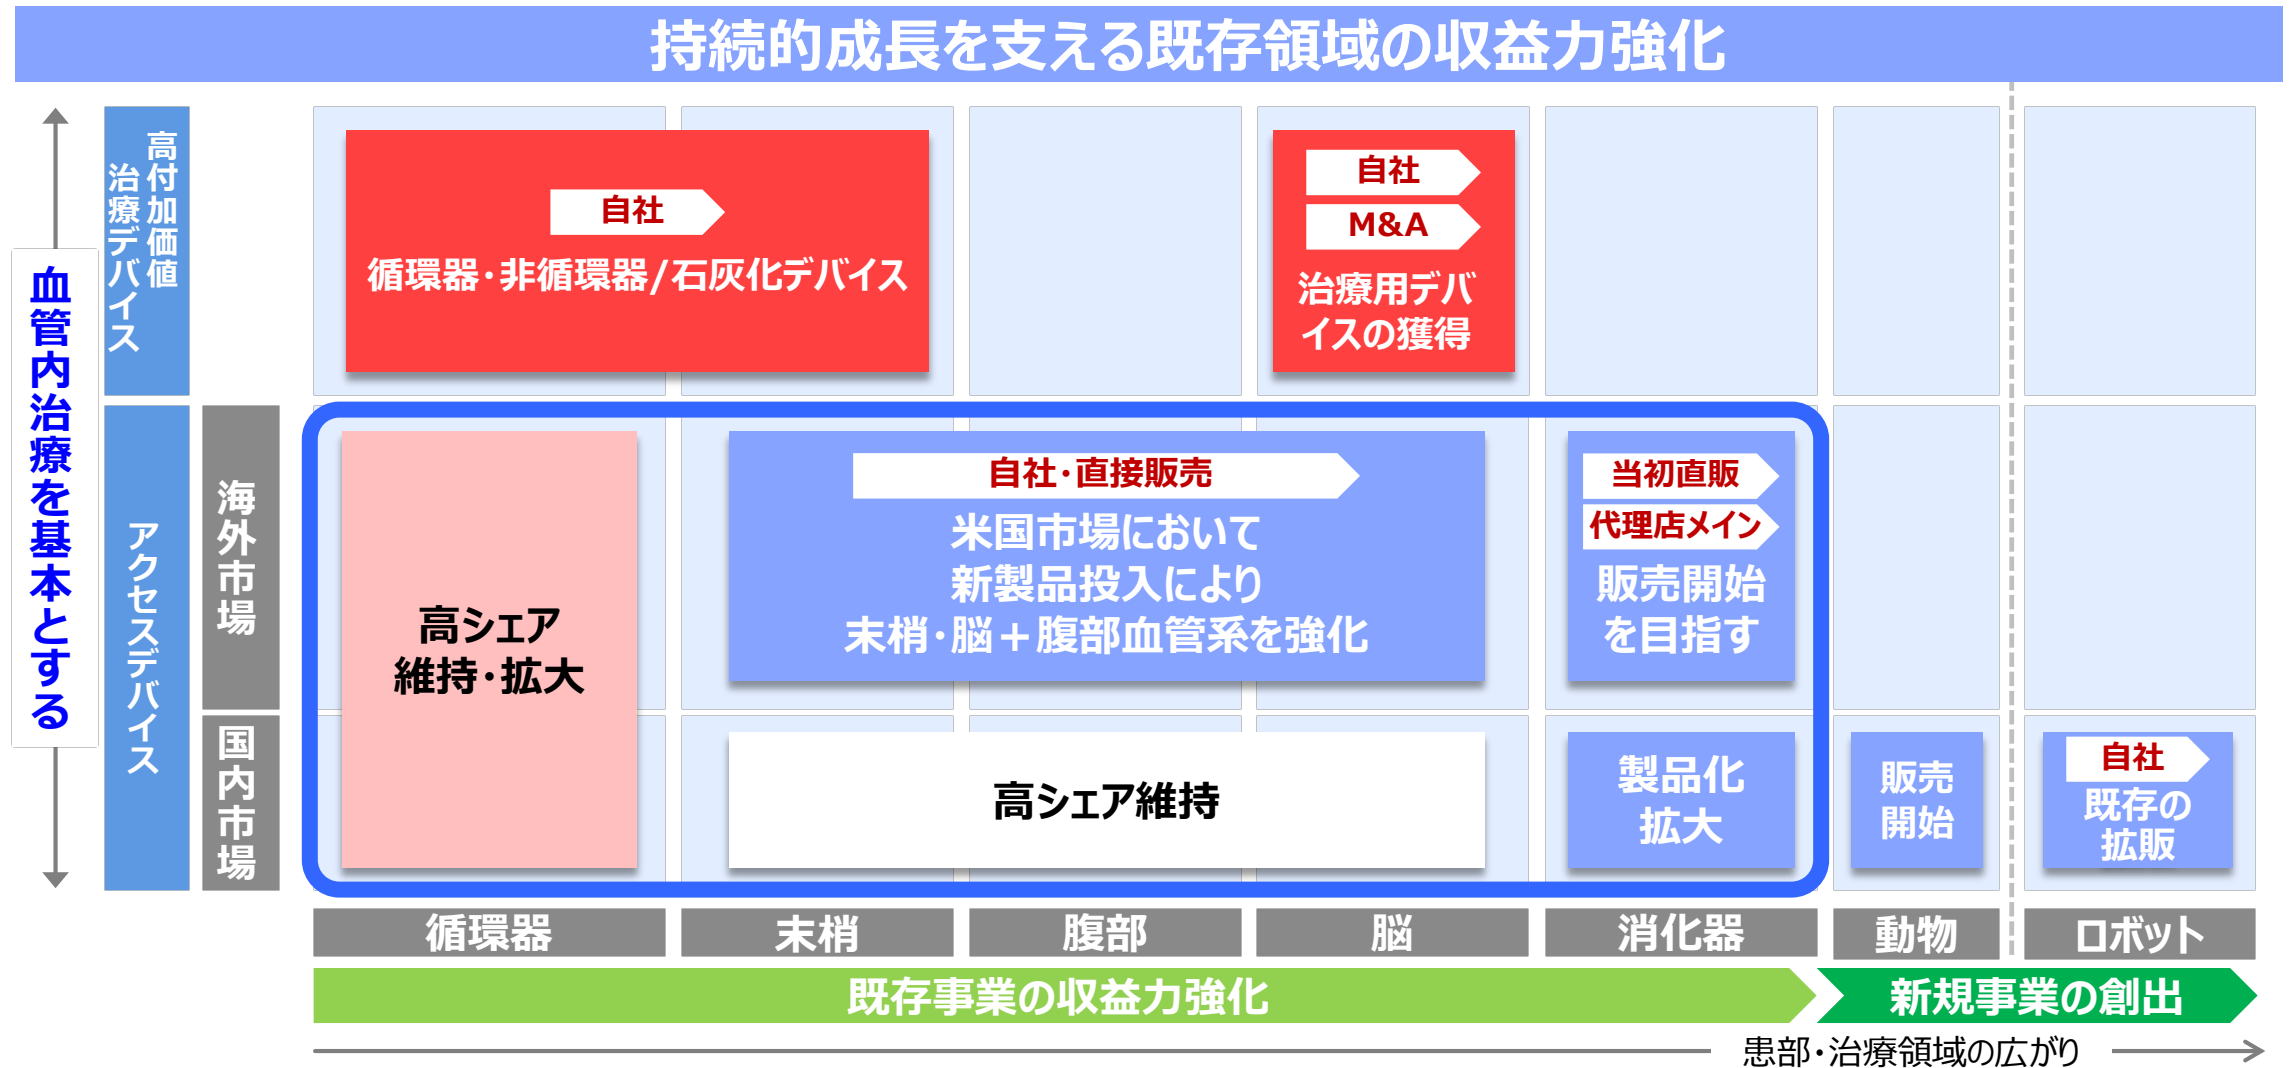 持続的成長を支える既存領域の収益力強化
血管内治療を基本とする
高付加価値
治療デバイス
アクセスデバイス
海外市場
国内市場
自社
循環器・非循環器/石灰化デバイス
自社
M&A
治療用デバ
イスの獲得
高シェア
維持・拡大
自社・直接販売
米国市場において
新製品投入により
末梢・脳+腹部血管系を強化
当初直販
代理店メイン
販売開始
を目指す
高シェア維持
製品化
拡大
販売
開始
自社
既存の
拡販
循環器
末梢
腹部
脳
消化器
動物
ロボット
既存事業の収益力強化
新規事業の創出
患部・治療領域の広がり